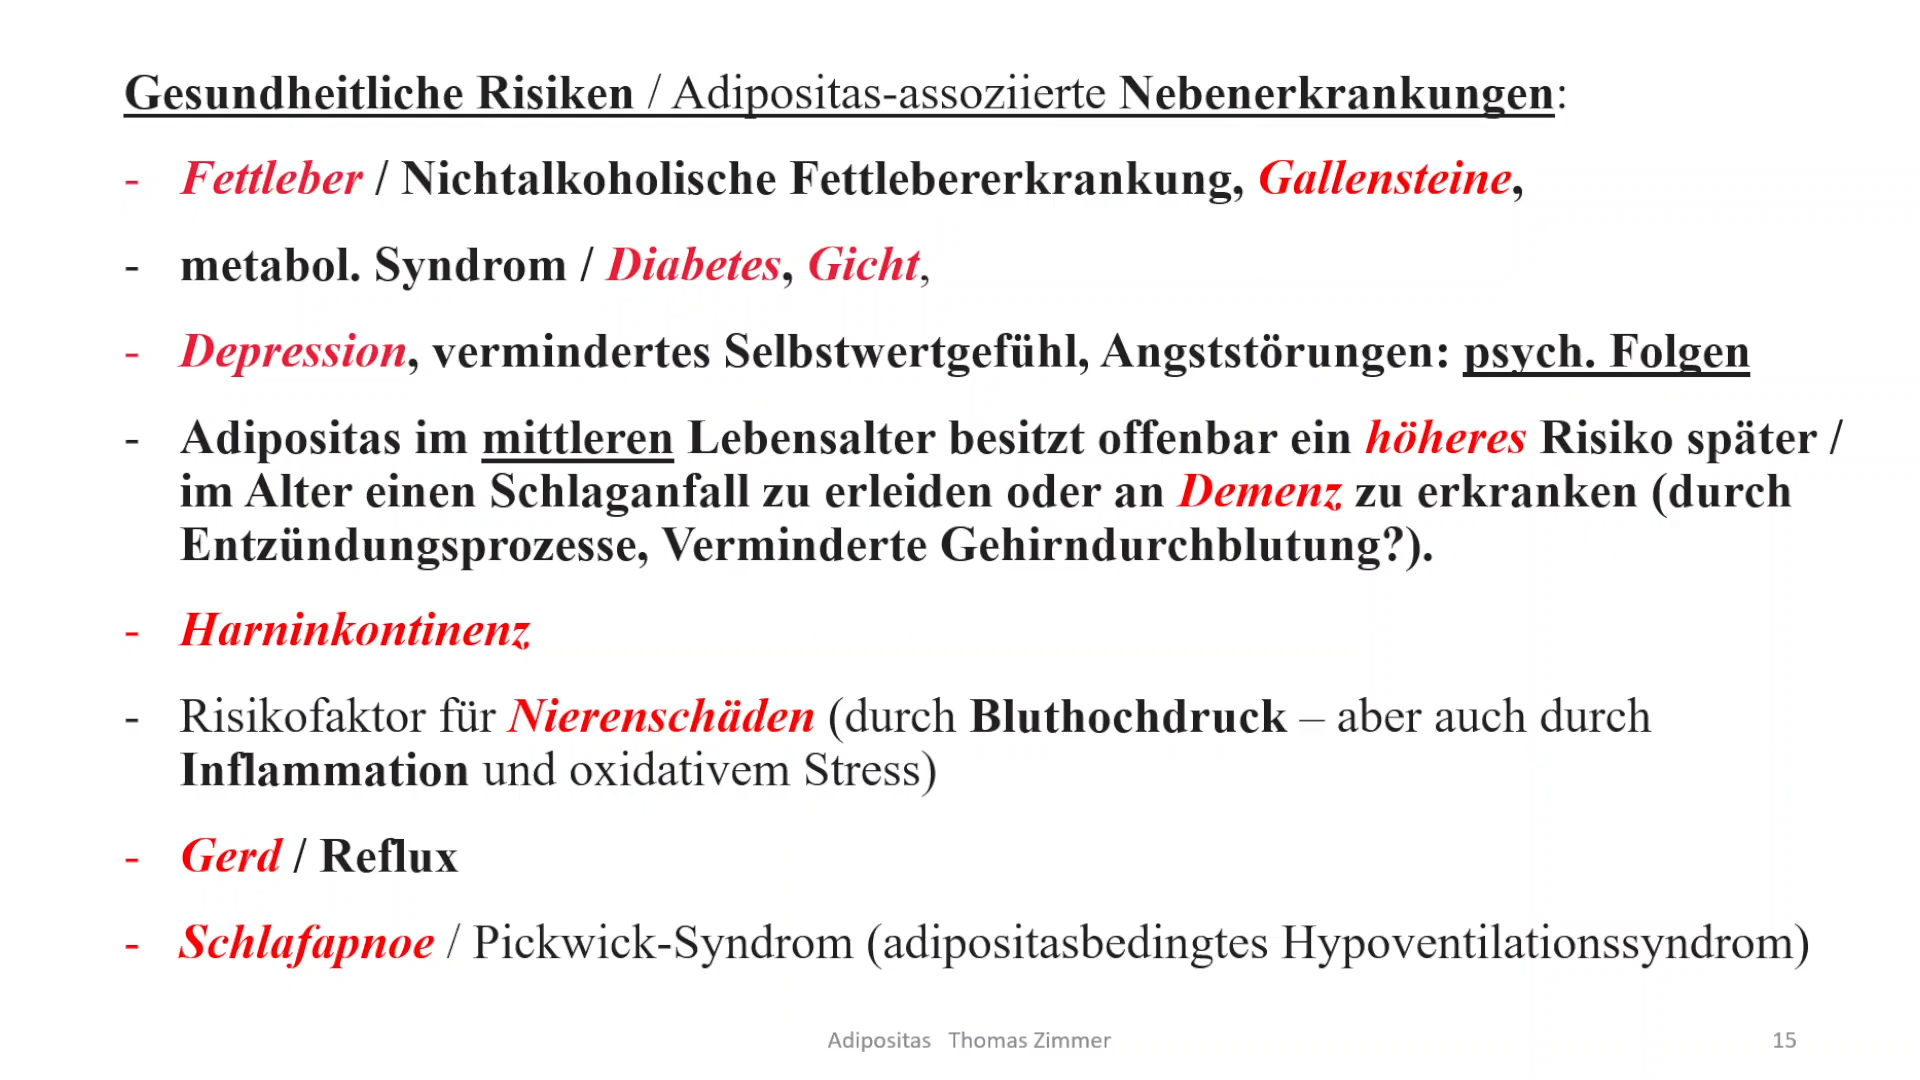 Gesundheitliche Risiken / Adipositas-assoziierte Nebenerkrankungen:
- Fettleber / Nichtalkoholische Fettlebererkrankung, Gallensteine,
- metabol. Syndrom / Diabetes, Gicht,
- Depression, vermindertes Selbstwertgefühl, Angststörungen: psych. Folgen
- Adipositas im mittleren Lebensalter besitzt offenbar ein höheres Risiko später /
im Alter einen Schlaganfall zu erleiden oder an Demenz zu erkranken (durch
Entzündungsprozesse, Verminderte Gehirndurchblutung?).
- Harninkontinenz
- Risikofaktor für Nierenschäden (durch Bluthochdruck – aber auch durch
Inflammation und oxidativem Stress)
- Gerd / Reflux
- Schlafapnoe / Pickwick-Syndrom (adipositasbedingtes Hypoventilationssyndrom)
Adipositas Thomas Zimmer
15